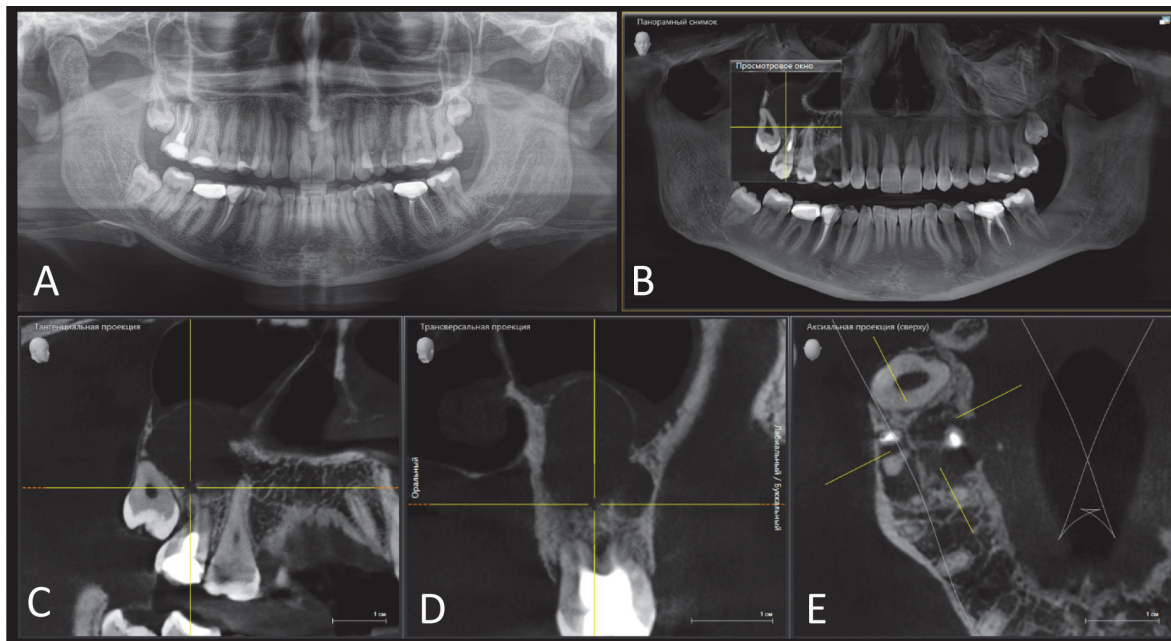 A
Панорамный снимок
Просмотровое окно
B
Тангенциальная проекция
C
1 см
Трансверсальная проекция
Оральный
Лабиальный / Буккальный
D
1 см
Аксиальная проекция (сверху)
E
1 см